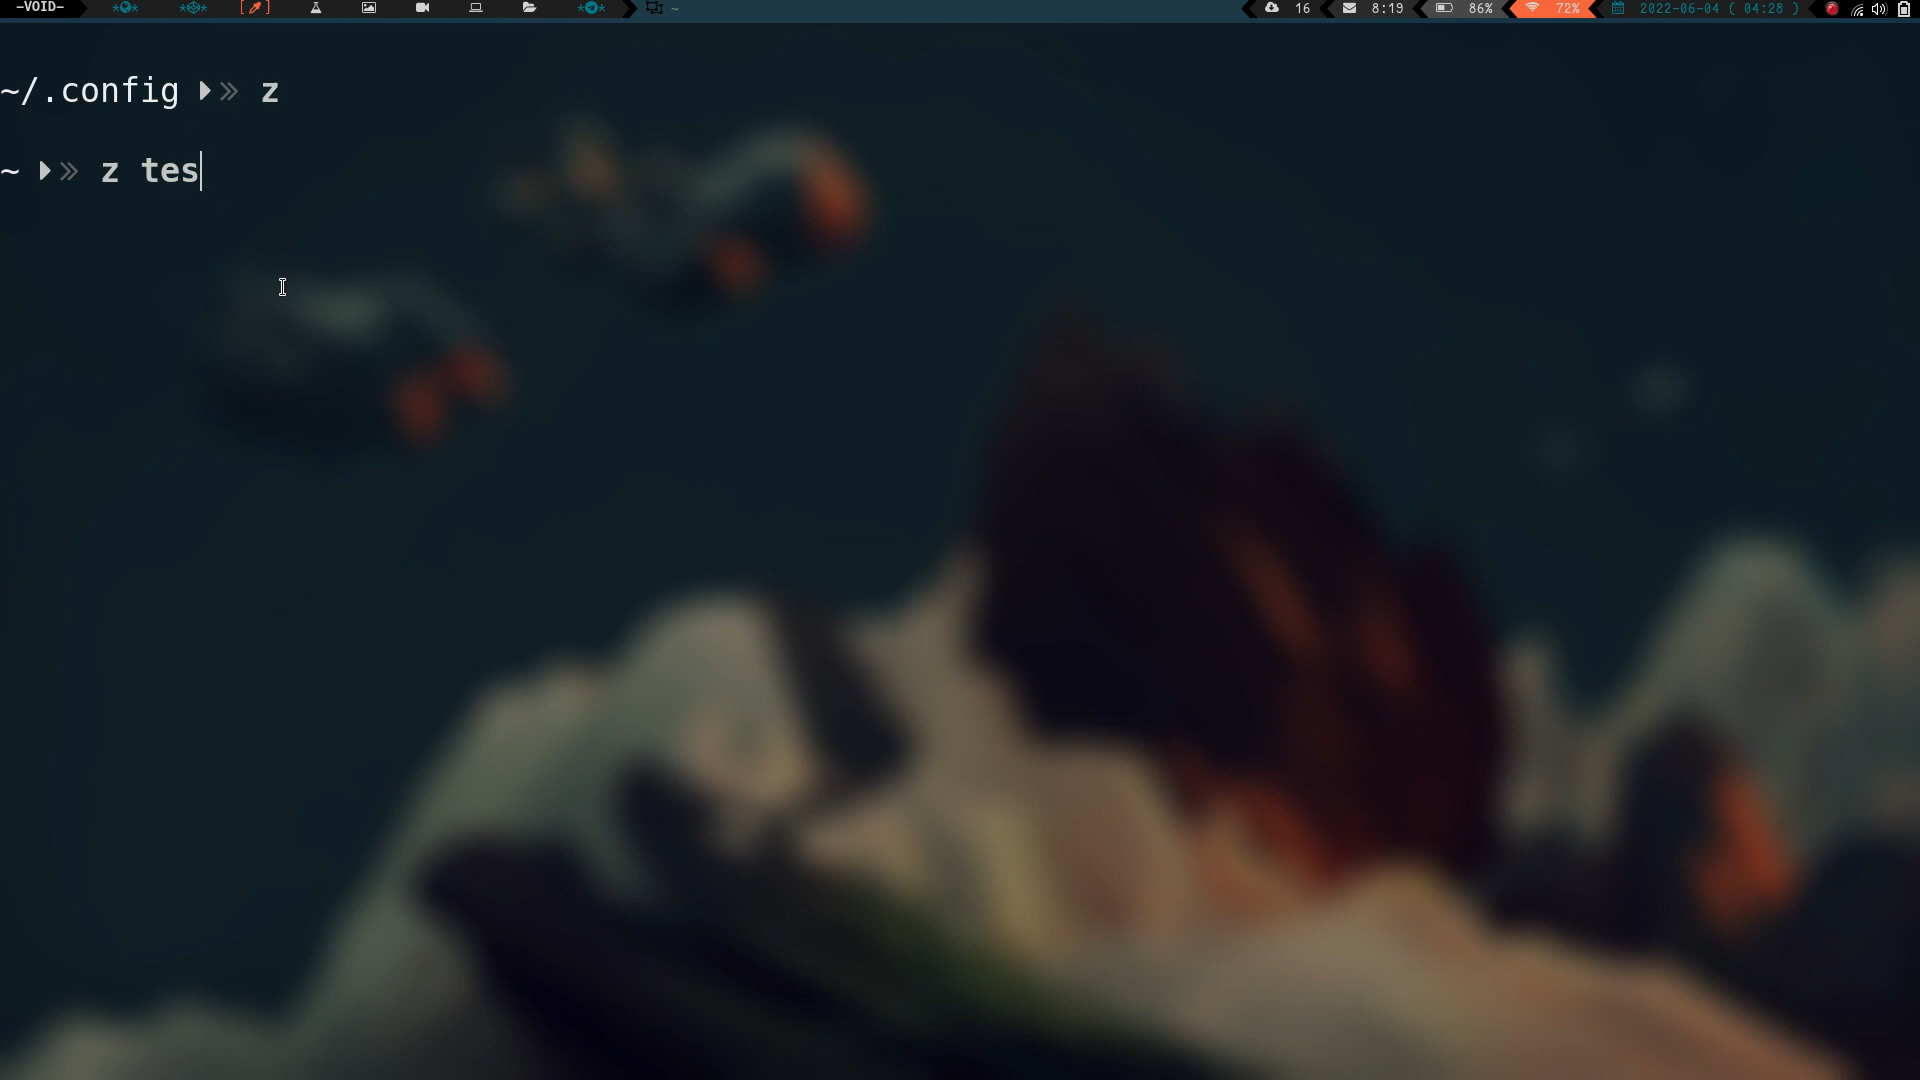 -VOID- [ ] ~ 16 8:19 86% 72% 2022-06-04 ( 04:28 )
~/.config z
~ z tes